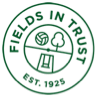 FIELDS IN TRUST
EST. 1925